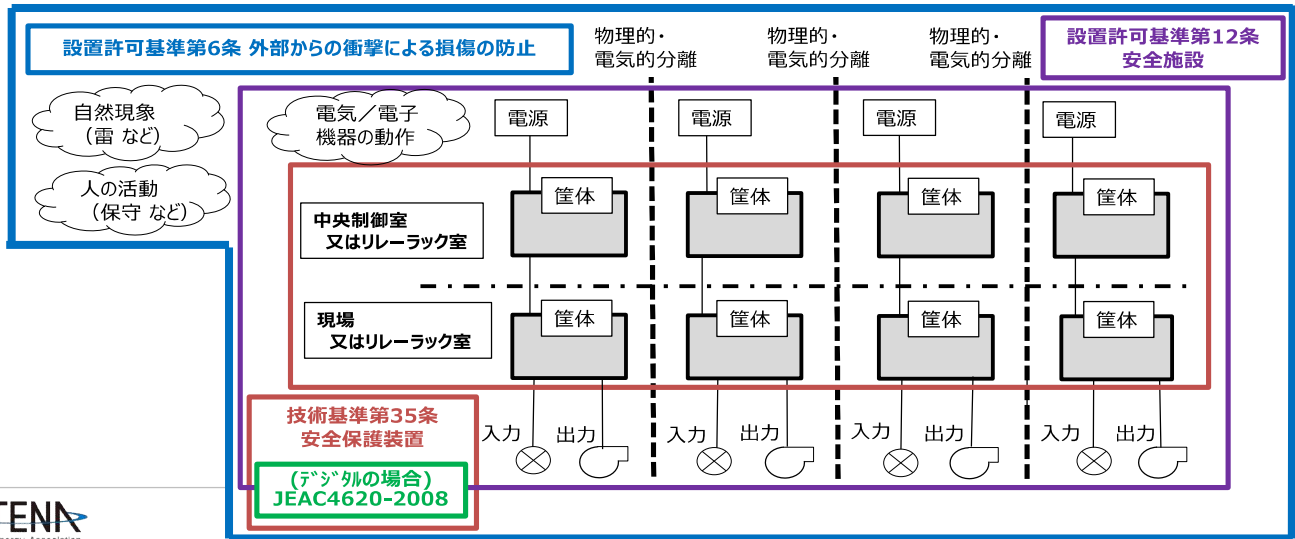 設置許可基準第6条 外部からの衝撃による損傷の防止
物理的・
電気的分離
物理的・
電気的分離
物理的・
電気的分離
設置許可基準第12条
安全施設
自然現象
(雷 など)
人の活動
(保守 など)
電気／電子
機器の動作
電源
電源
電源
電源
中央制御室
又はリレーラック室
筐体
筐体
筐体
筐体
現場
又はリレーラック室
筐体
筐体
筐体
筐体
入力
出力
入力
出力
入力
出力
入力
出力
技術基準第35条
安全保護装置
(ﾃﾞｼﾞﾀﾙの場合)
JEAC4620-2008
TENA